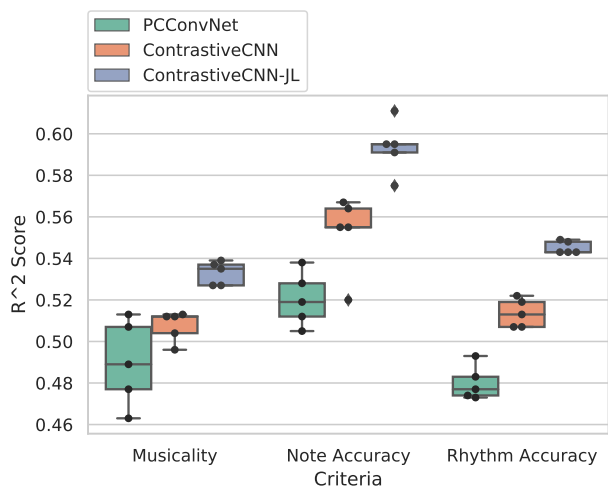 PCConvNet
ContrastiveCNN
ContrastiveCNN-JL
R^2 Score
0.60
0.58
0.56
0.54
0.52
0.50
0.48
0.46
Musicality Note Accuracy Rhythm Accuracy
Criteria